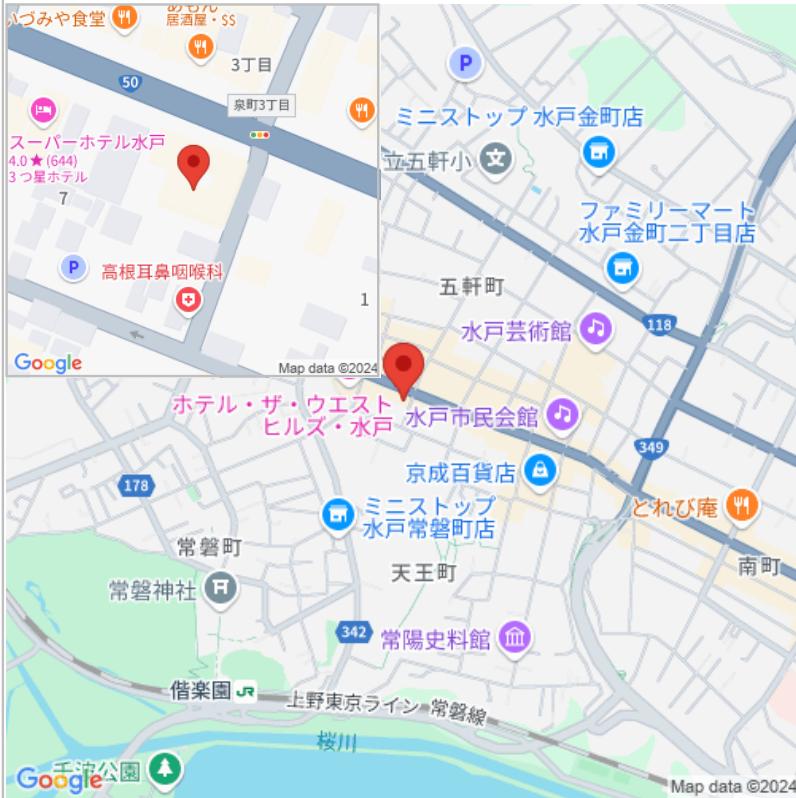 いづみや食堂
あもん
居酒屋・$$
3丁目
50
泉町3丁目
スーパーホテル水戸
4.0★(644)
3 つ星ホテル
7
P
高根耳鼻咽喉科
1
Google
Map data ©2024
P
ミニストップ 水戸金町店
立五軒小
文
ファミリーマート
水戸金町二丁目店
五軒町
水戸芸術館
118
ホテル・ザ・ウエスト
ヒルズ・水戸
水戸市民会館
349
京成百貨店
178
ミニストップ
水戸常磐町店
とれび庵
常磐町
天王町
南町
常磐神社
342
常陽史料館
偕楽園 JR
上野東京ライン 常磐線
桜川
千波公園
Google
Map data ©2024